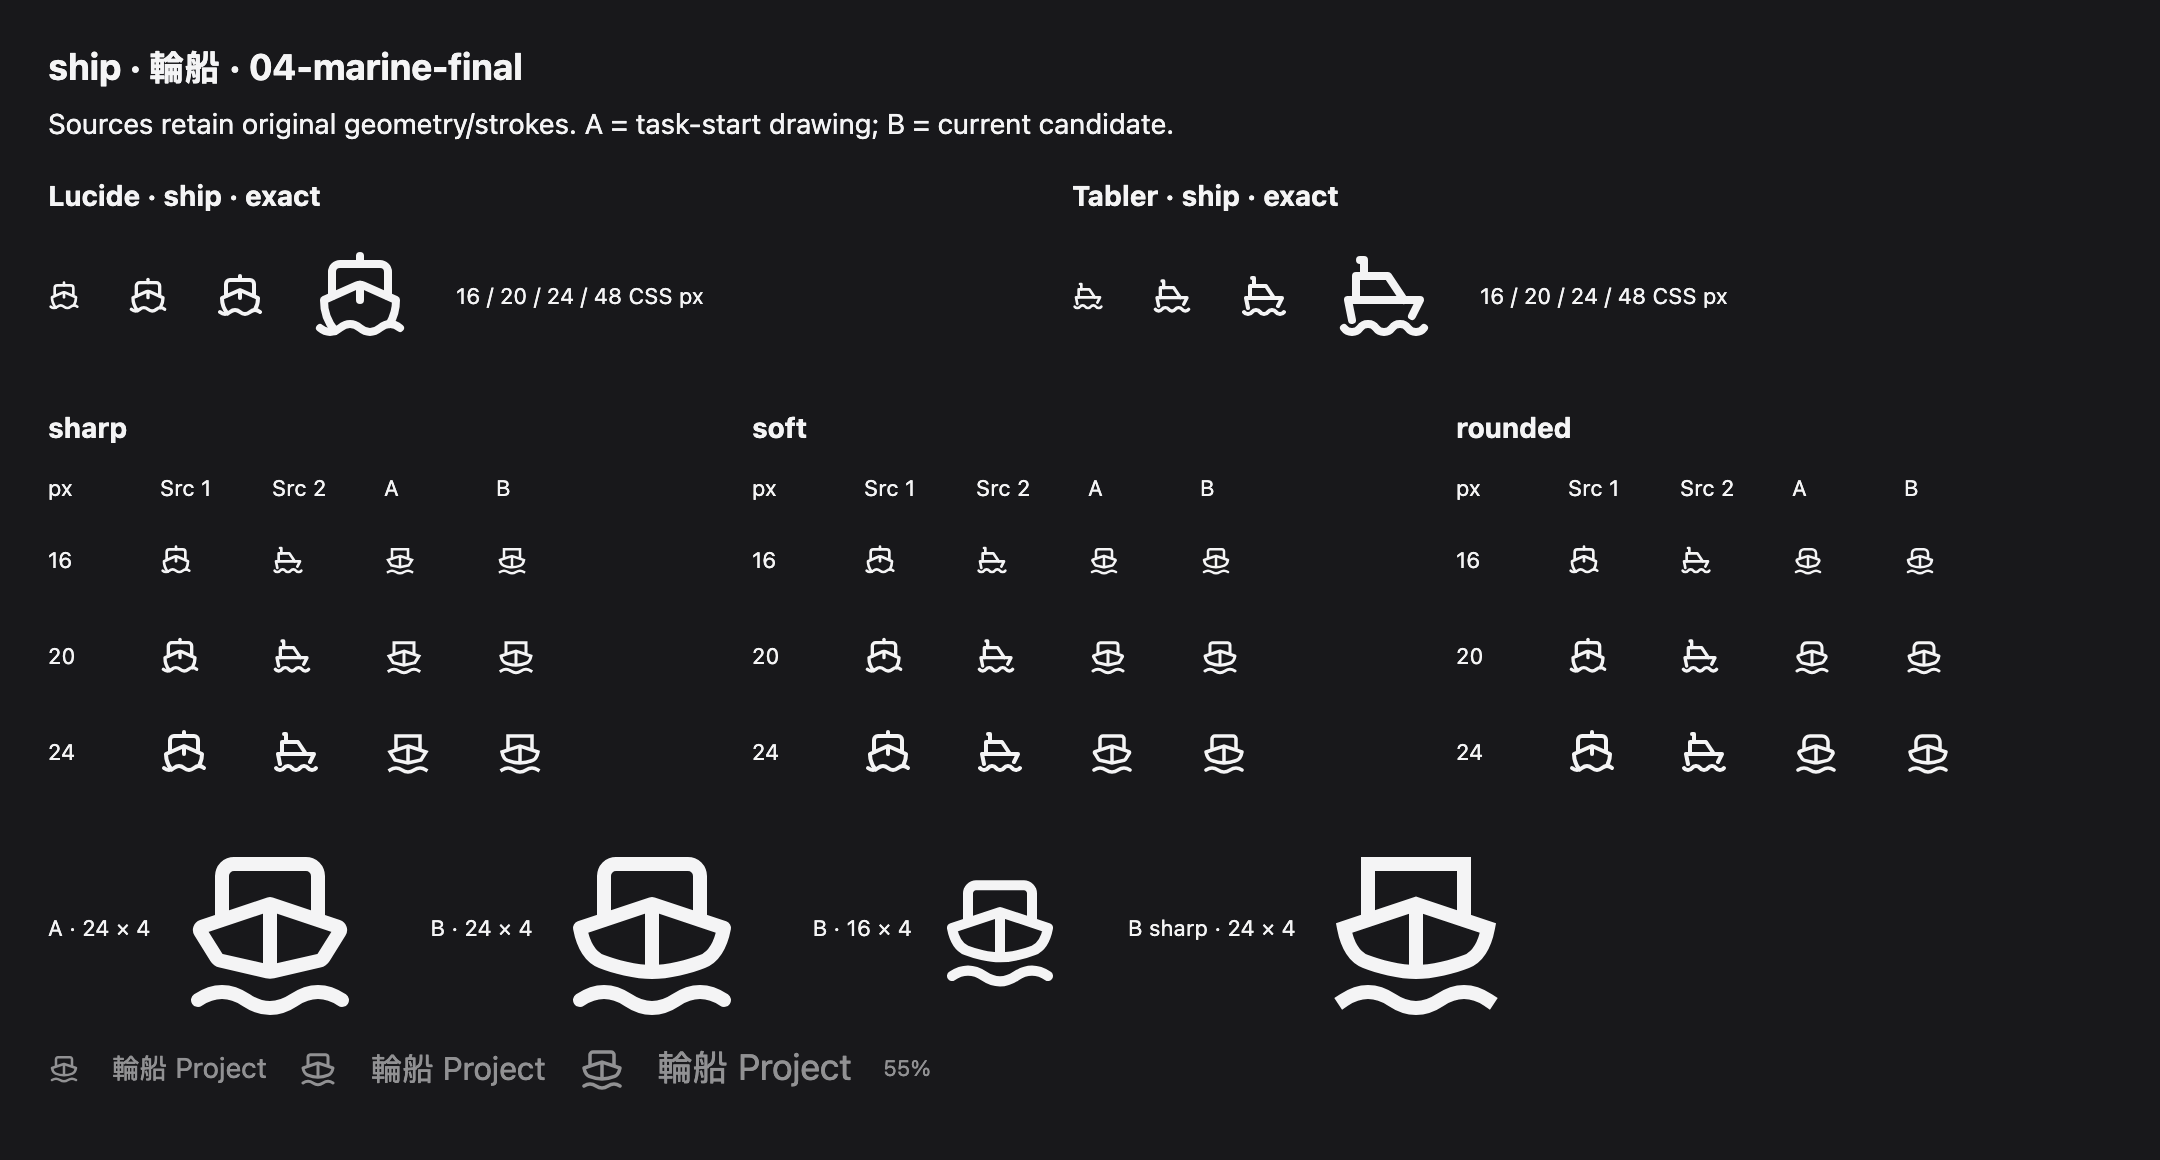 ship · 輪船 · 04-marine-final
Sources retain original geometry/strokes. A = task-start drawing; B = current candidate.
Lucide · ship · exact
Tabler · ship · exact
16 / 20 / 24 / 48 CSS px
16 / 20 / 24 / 48 CSS px
sharp
soft
rounded
px Src 1 Src 2 A B
px Src 1 Src 2 A B
px Src 1 Src 2 A B
16
16
16
20
20
20
24
24
24
A · 24 × 4
B · 24 × 4
B · 16 × 4
B sharp · 24 × 4
輪船 Project
輪船 Project
輪船 Project
55%